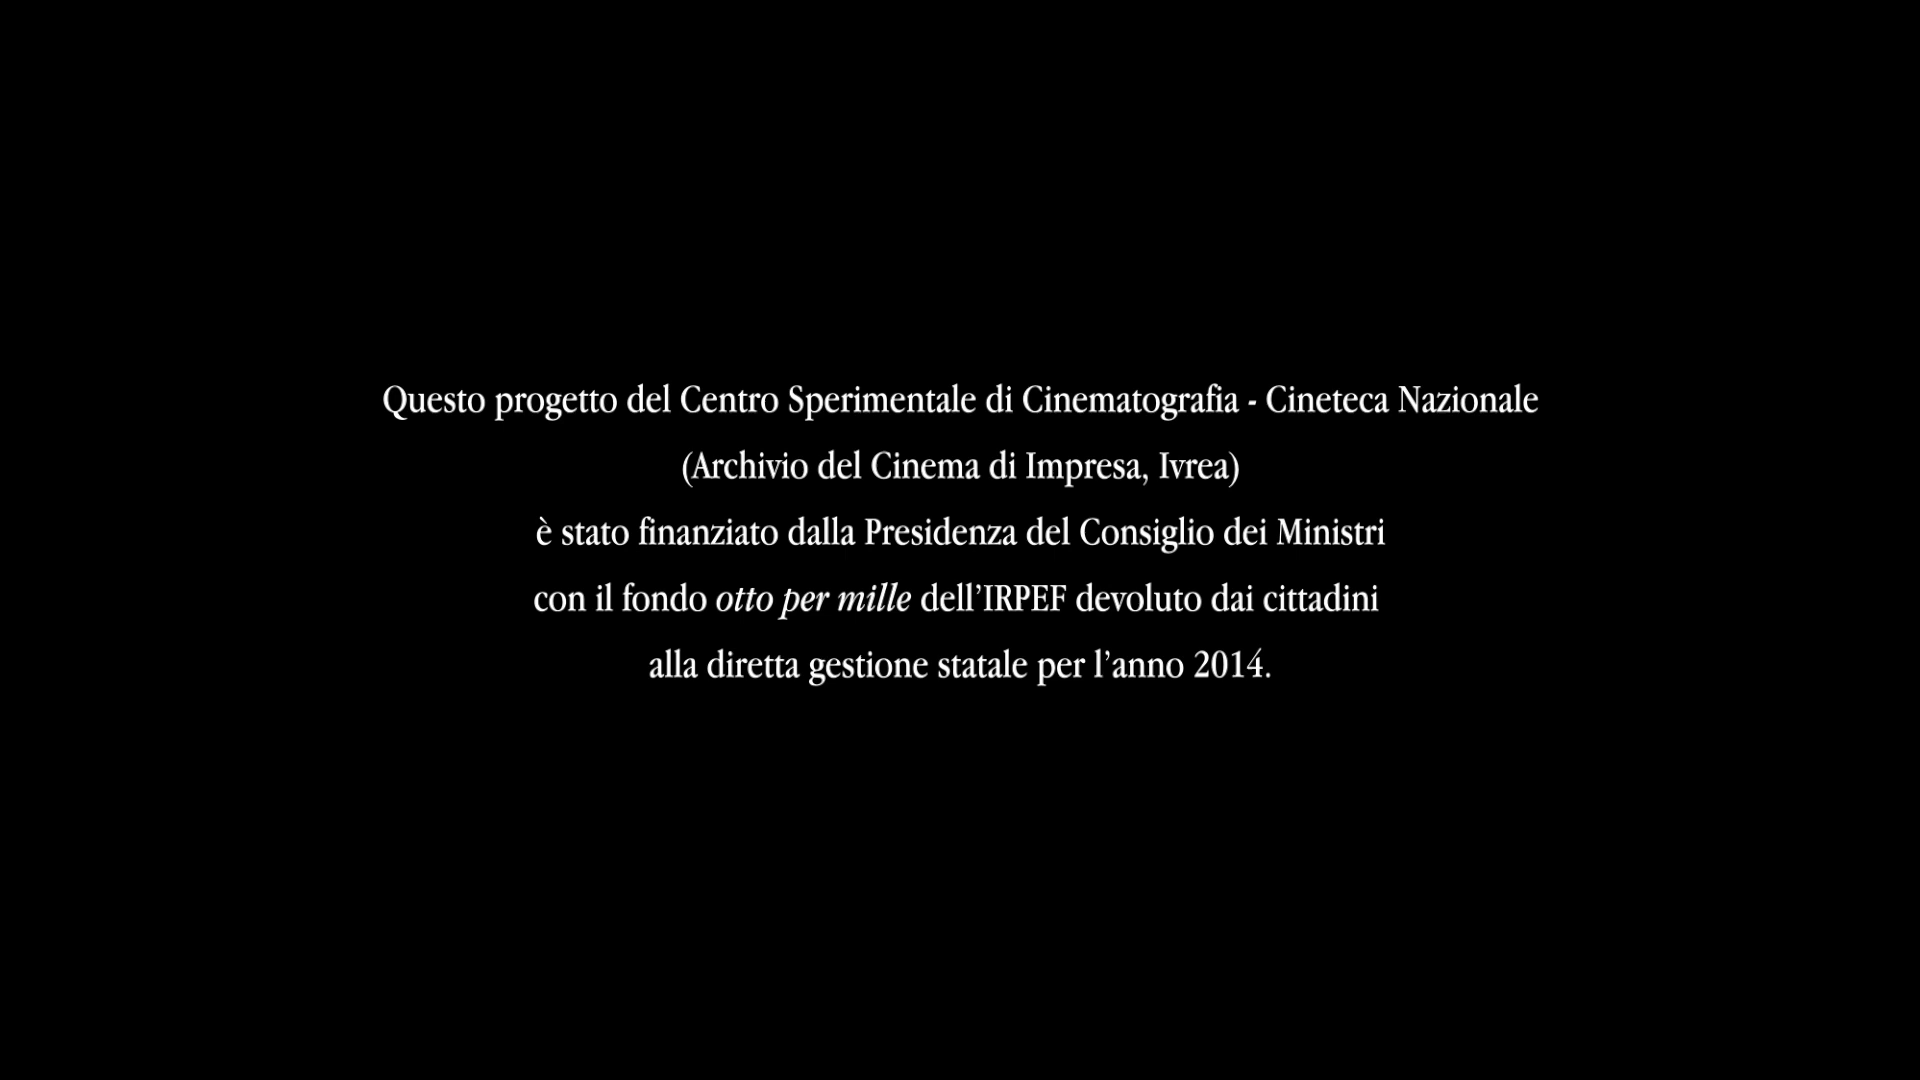 Questo progetto del Centro Sperimentale di Cinematografia - Cineteca Nazionale
(Archivio del Cinema di Impresa, Ivrea)
è stato finanziato dalla Presidenza del Consiglio dei Ministri
con il fondo otto per mille dell’IRPEF devoluto dai cittadini
alla diretta gestione statale per l’anno 2014.